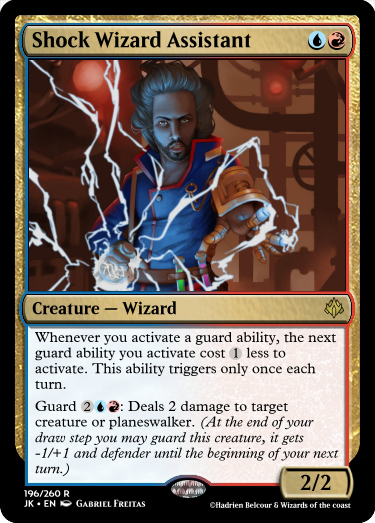 Shock Wizard Assistant
Creature — Wizard
Whenever you activate a guard ability, the next
guard ability you activate cost 1 less to
activate. This ability triggers only once each
turn.
Guard 2: Deals 2 damage to target
creature or planeswalker. (At the end of your
draw step you may guard this creature, it gets
-1/+1 and defender until the beginning of your next
turn.)
2/2
196/260 R
JK • EN Gabriel Freitas
©Hadrien Belcour & Wizards of the coast